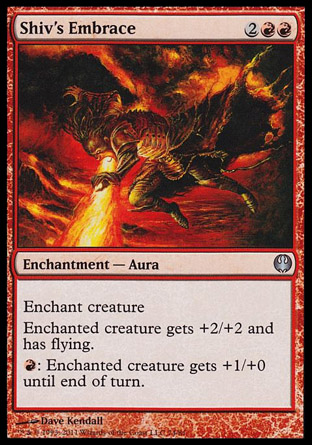 Shiv's Embrace 2
Enchantment — Aura
Enchant creature
Enchanted creature gets +2/+2 and
has flying.
: Enchanted creature gets +1/+0
until end of turn.
Dave Kendall